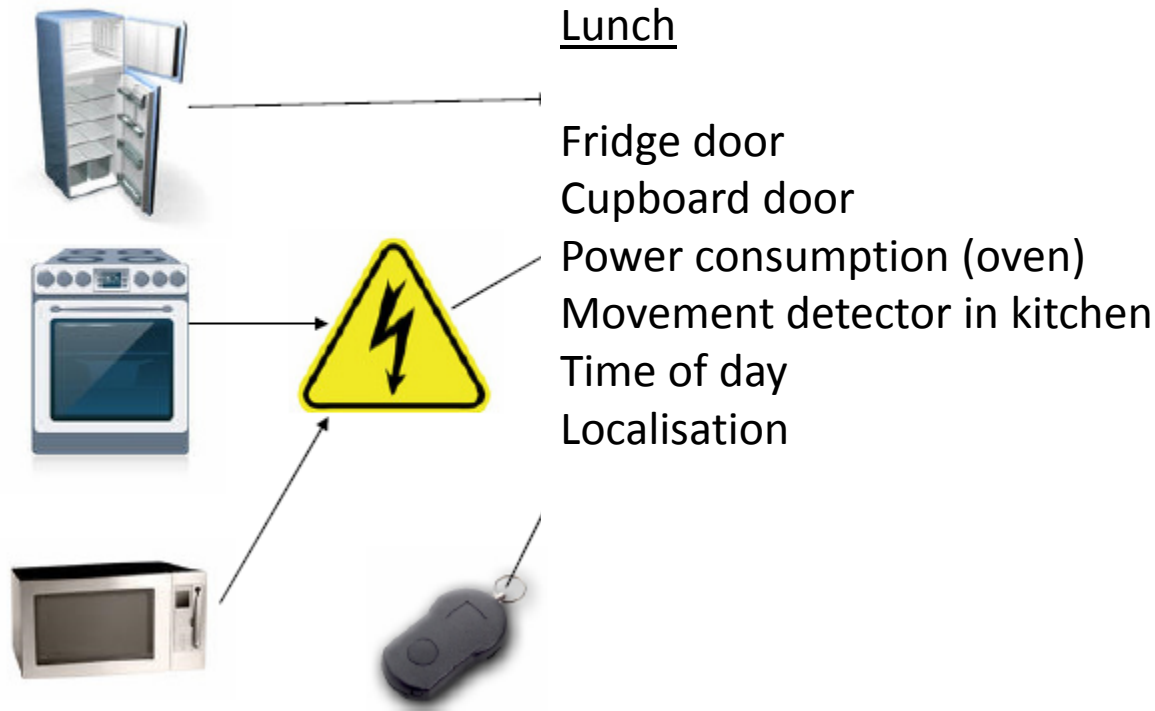 Lunch
Fridge door
Cupboard door
Power consumption (oven)
Movement detector in kitchen
Time of day
Localisation